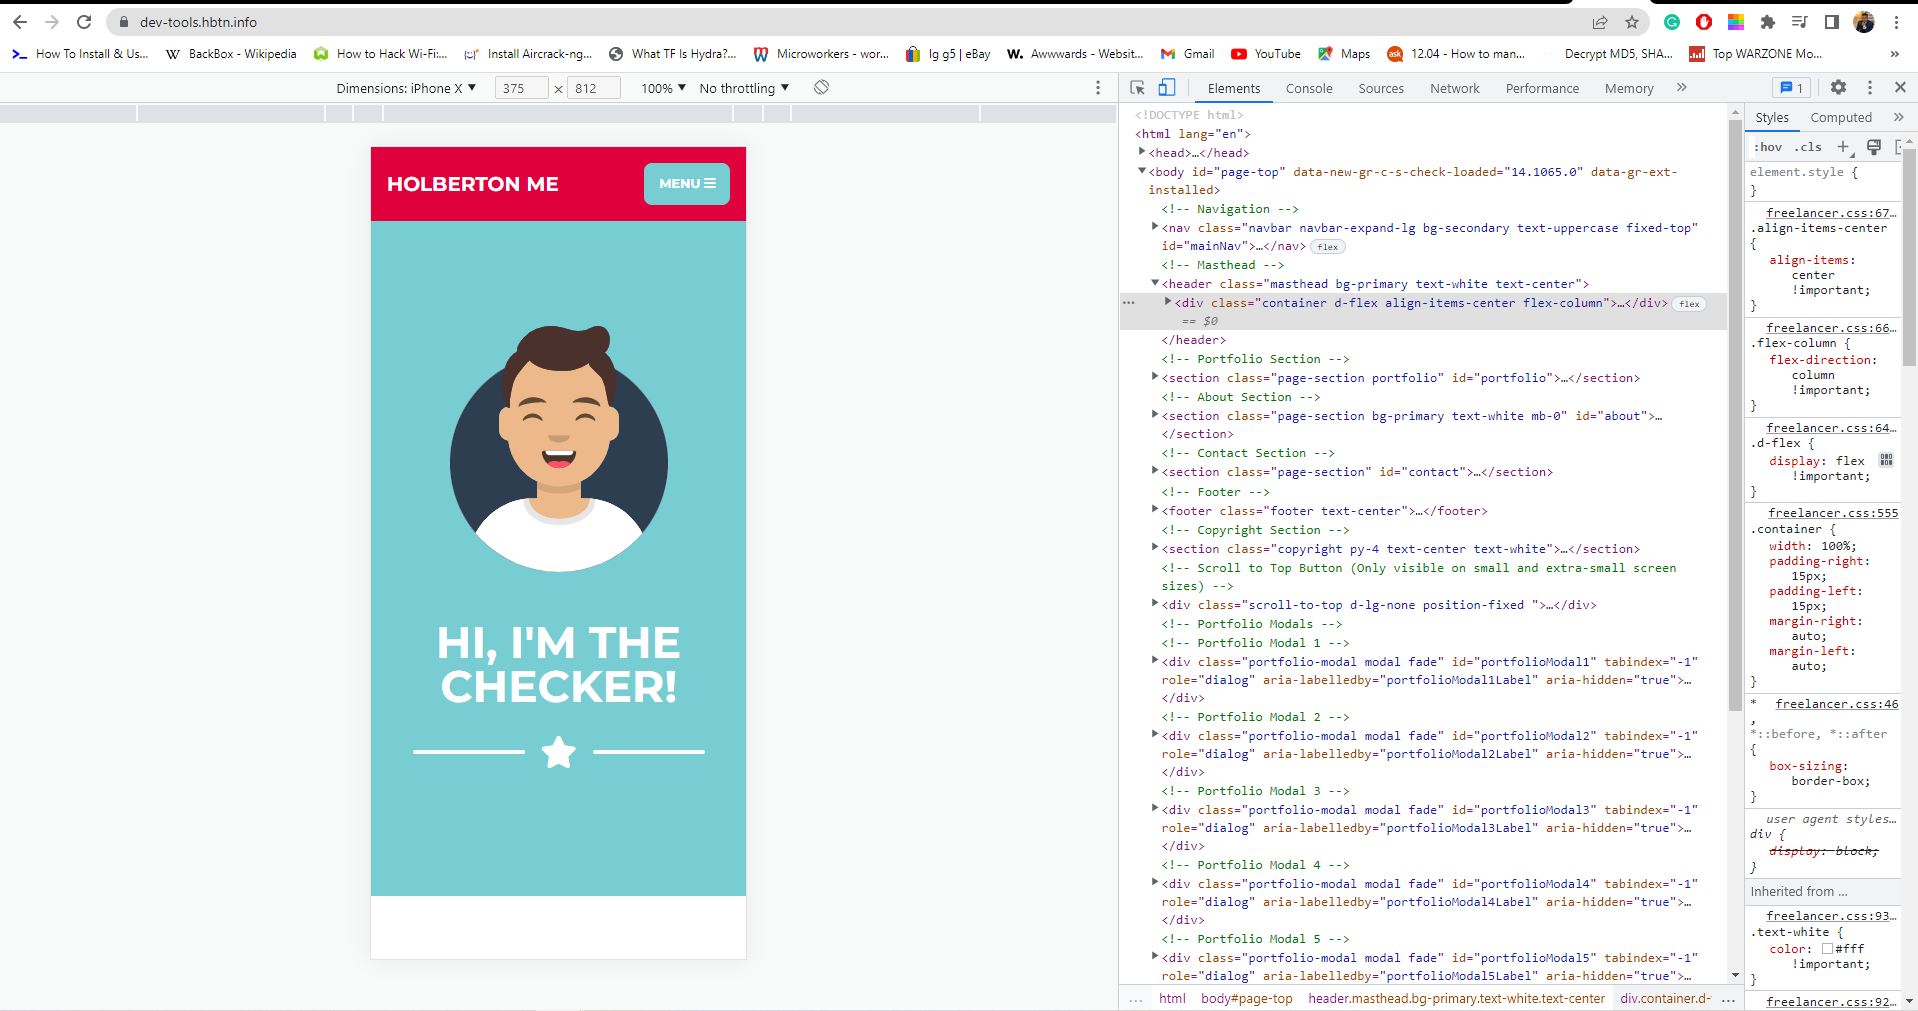 dev-tools.hbtn.info
How To Install & Us... BackBox - Wikipedia How to Hack Wi-Fi:... Install Aircrack-ng... What TF Is Hydra?... Microworkers - wor... lg g5 | eBay Awwwards - Websit... Gmail YouTube Maps 12.04 - How to man... Decrypt MD5, SHA... Top WARZONE Mo... »
Dimensions: iPhone X ▼ 375 × 812 100% ▼ No throttling ▼
HOLBERTON ME
MENU
HI, I'M THE
CHECKER!
Elements Console Sources Network Performance Memory » 1
<!DOCTYPE html>
<html lang="en">
<head>…</head>
<body id="page-top" data-new-gr-c-s-check-loaded="14.1065.0" data-gr-ext-
installed>
<!-- Navigation -->
<nav class="navbar navbar-expand-lg bg-secondary text-uppercase fixed-top"
id="mainNav">…</nav> flex
<!-- Masthead -->
<header class="masthead bg-primary text-white text-center">
<div class="container d-flex align-items-center flex-column">…</div> flex
== $0
</header>
<!-- Portfolio Section -->
<section class="page-section portfolio" id="portfolio">…</section>
<!-- About Section -->
<section class="page-section bg-primary text-white mb-0" id="about">…
</section>
<!-- Contact Section -->
<section class="page-section" id="contact">…</section>
<!-- Footer -->
<footer class="footer text-center">…</footer>
<!-- Copyright Section -->
<section class="copyright py-4 text-center text-white">…</section>
<!-- Scroll to Top Button (Only visible on small and extra-small screen
sizes) -->
<div class="scroll-to-top d-lg-none position-fixed ">…</div>
<!-- Portfolio Modals -->
<!-- Portfolio Modal 1 -->
<div class="portfolio-modal modal fade" id="portfolioModal1" tabindex="-1"
role="dialog" aria-labelledby="portfolioModal1Label" aria-hidden="true">…
</div>
<!-- Portfolio Modal 2 -->
<div class="portfolio-modal modal fade" id="portfolioModal2" tabindex="-1"
role="dialog" aria-labelledby="portfolioModal2Label" aria-hidden="true">…
</div>
<!-- Portfolio Modal 3 -->
<div class="portfolio-modal modal fade" id="portfolioModal3" tabindex="-1"
role="dialog" aria-labelledby="portfolioModal3Label" aria-hidden="true">…
</div>
<!-- Portfolio Modal 4 -->
<div class="portfolio-modal modal fade" id="portfolioModal4" tabindex="-1"
role="dialog" aria-labelledby="portfolioModal4Label" aria-hidden="true">…
</div>
<!-- Portfolio Modal 5 -->
<div class="portfolio-modal modal fade" id="portfolioModal5" tabindex="-1"
role="dialog" aria-labelledby="portfolioModal5Label" aria-hidden="true">…
... html body#page-top header.masthead.bg-primary.text-white.text-center div.container.d- ...
Styles Computed »
:hov .cls +
element.style {
}
freelancer.css:67…
.align-items-center
{
align-items:
center
!important;
}
freelancer.css:66…
.flex-column {
flex-direction:
column
!important;
}
freelancer.css:64…
.d-flex {
display: flex
!important;
}
freelancer.css:555
.container {
width: 100%;
padding-right:
15px;
padding-left:
15px;
margin-right:
auto;
margin-left:
auto;
}
* freelancer.css:46
,
*::before, *::after
{
box-sizing:
border-box;
}
user agent styles…
div {
display: block;
}
Inherited from ...
freelancer.css:93…
.text-white {
color: #fff
!important;
}
freelancer.css:92…